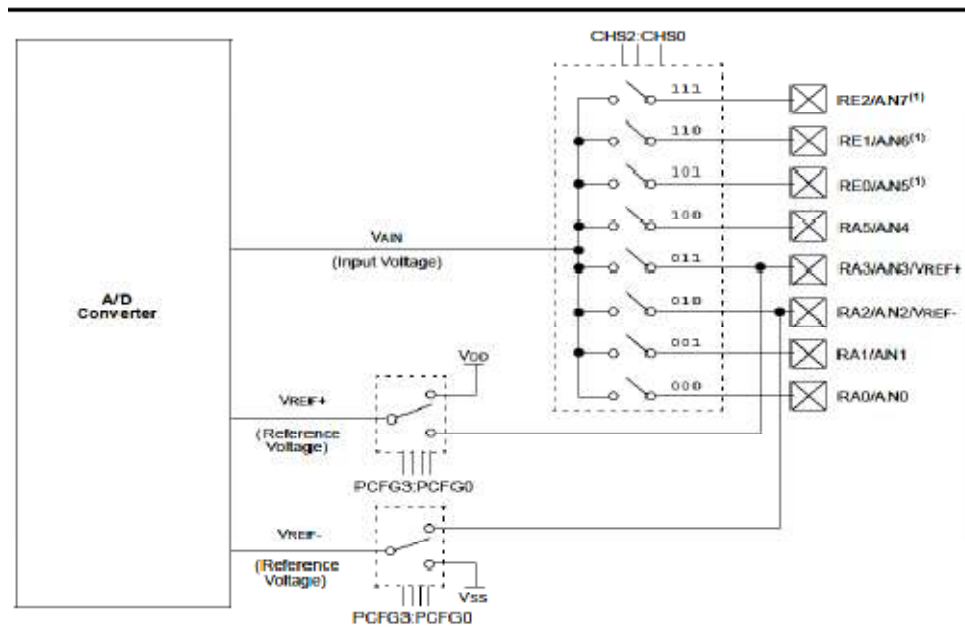 CHS2:CHS0
111
RE2/AN7(1)
110
RE1/AN6(1)
101
RE0/AN5(1)
100
RA5/AN4
VAIN
(Input Voltage)
011
RA3/AN3/VREF+
A/D
Converter
010
RA2/AN2/VREF-
001
RA1/AN1
VDD
000
RA0/AN0
VREF+
(Reference
Voltage)
PCFG3:PCFG0
VREF-
(Reference
Voltage)
VSS
PCFG3:PCFG0